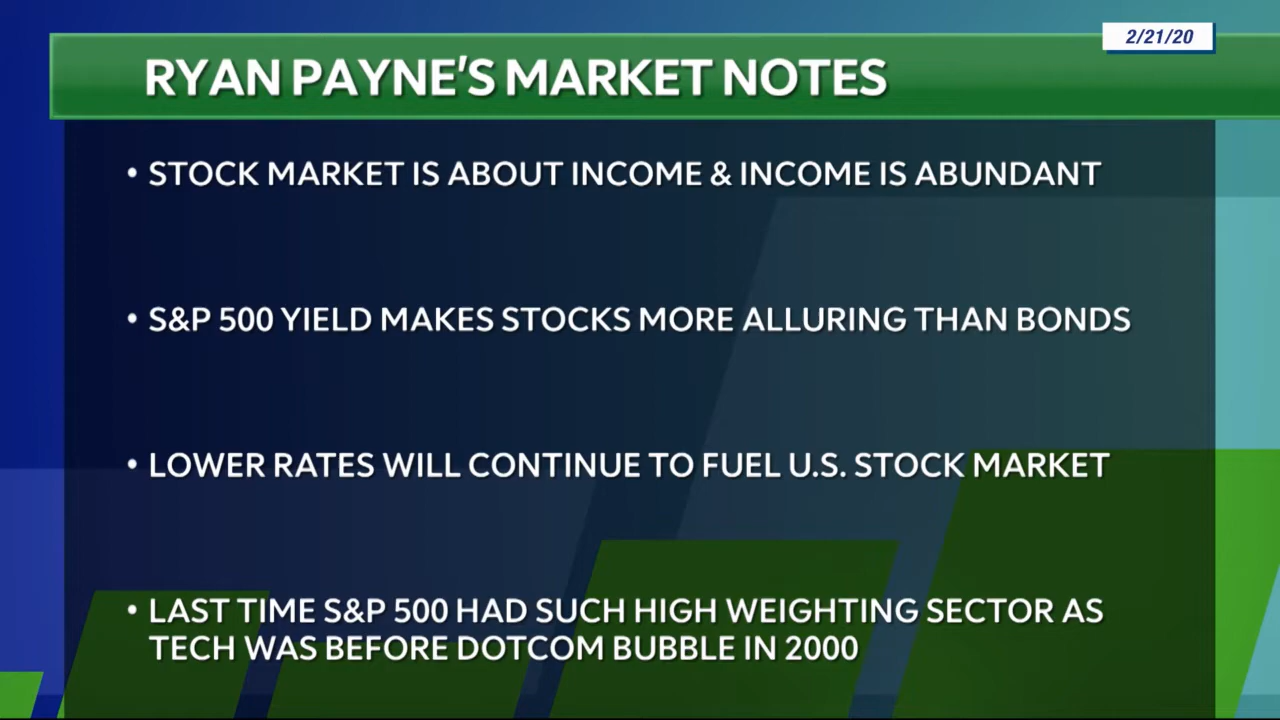 2/21/20
RYAN PAYNE'S MARKET NOTES
• STOCK MARKET IS ABOUT INCOME & INCOME IS ABUNDANT
• S&P 500 YIELD MAKES STOCKS MORE ALLURING THAN BONDS
• LOWER RATES WILL CONTINUE TO FUEL U.S. STOCK MARKET
• LAST TIME S&P 500 HAD SUCH HIGH WEIGHTING SECTOR AS
TECH WAS BEFORE DOTCOM BUBBLE IN 2000